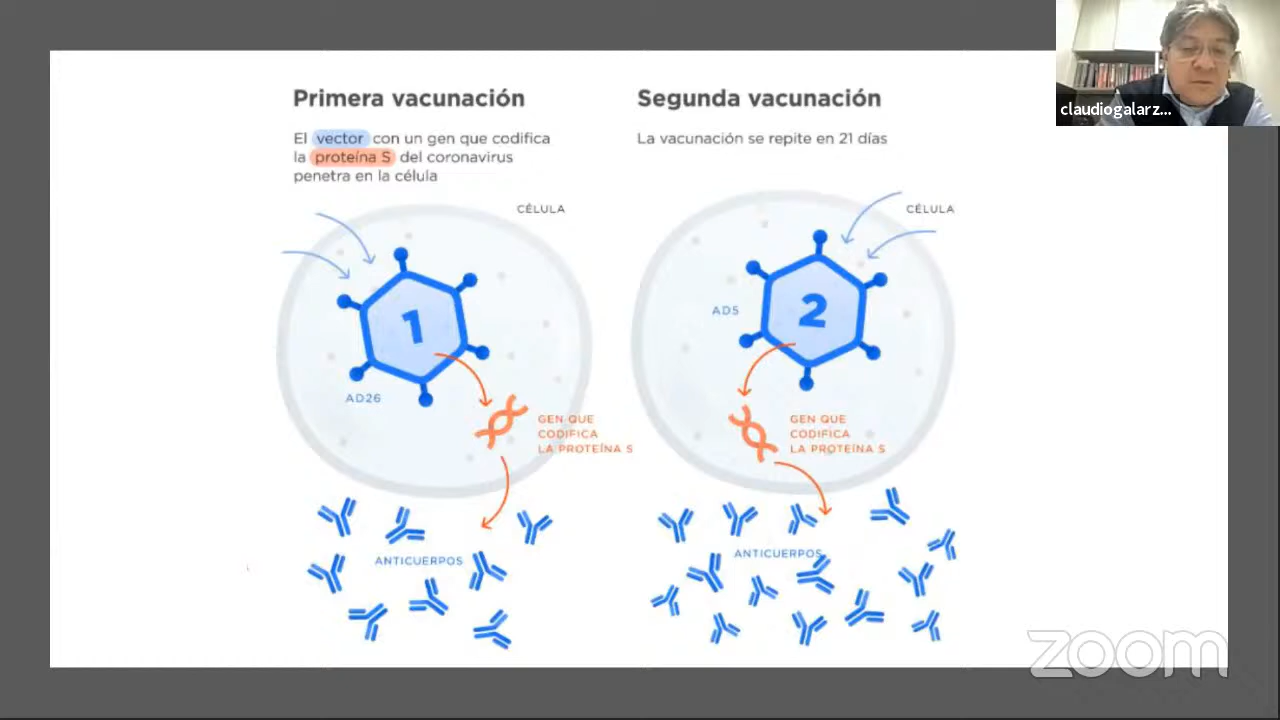 Primera vacunación
El vector con un gen que codifica
la proteína S del coronavirus
penetra en la célula
CÉLULA
1
AD26
GEN QUE
CODIFICA
LA PROTEÍNA S
ANTICUERPOS
Segunda vacunación
La vacunación se repite en 21 días
CÉLULA
AD5
2
GEN QUE
CODIFICA
LA PROTEÍNA S
ANTICUERPOS
claudiogalarz...
zoom